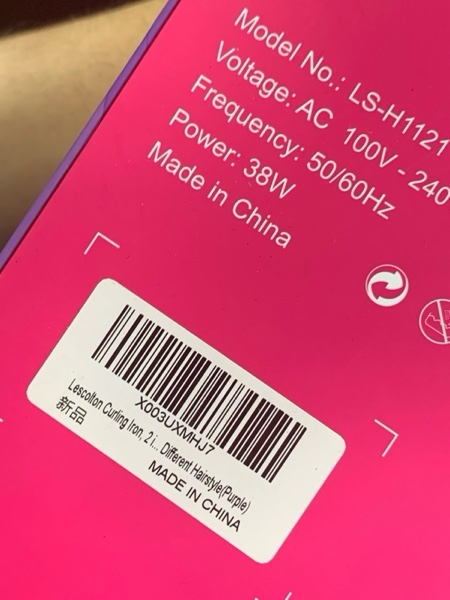 Model No.: LS-H1121
Voltage: AC 100V - 240
Frequency: 50/60Hz
Power: 38W
Made in China
X003UXMHJ7
Lescolton Curling Iron, 2 i... Different Hairstyle(Purple)
新品
MADE IN CHINA